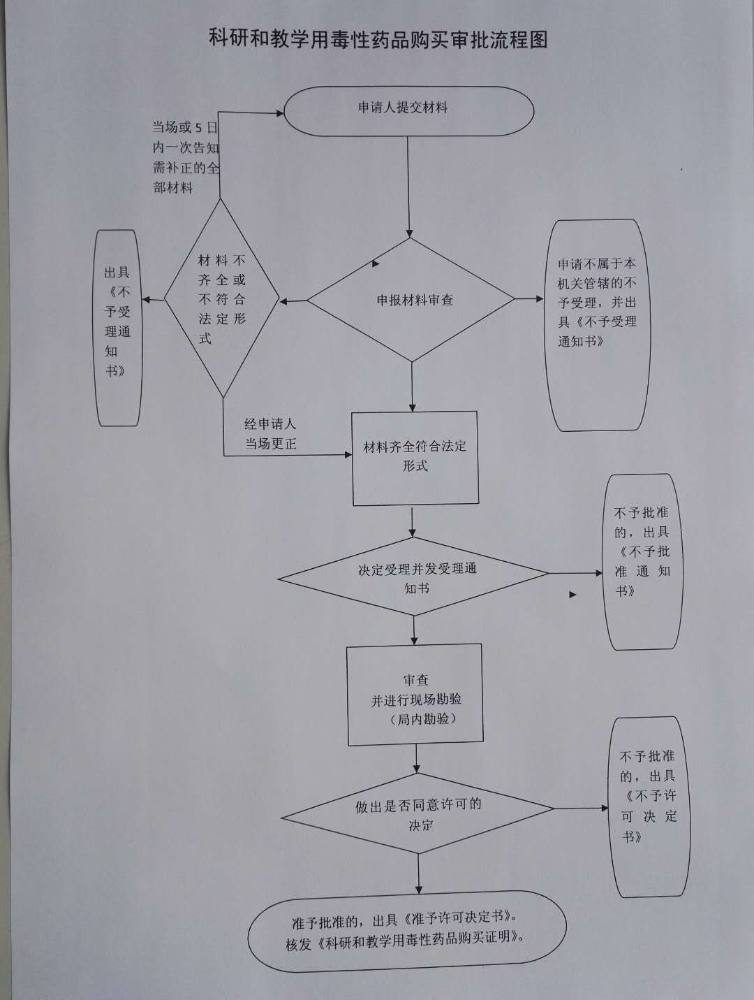 科研和教学用毒性药品购买审批流程图
申请人提交材料
当场或 5 日
内一次告知
需补正的全
部材料
出具
《不
予受
理通
知
书》
材料不
齐全或
不符合
法定形
式
申报材料审查
申请不属于本
机关管辖的不
予受理，并出
具《不予受理
通知书》
经申请人
当场更正
材料齐全符合法定
形式
决定受理并发受理通
知书
不予批准
的，出具
《不予批
准通知
书》
审查
并进行现场勘验
（局内勘验）
做出是否同意许可的
决定
不予批准
的，出具
《不予许
可决定
书》
准予批准的，出具《准予许可决定书》。
核发《科研和教学用毒性药品购买证明》。